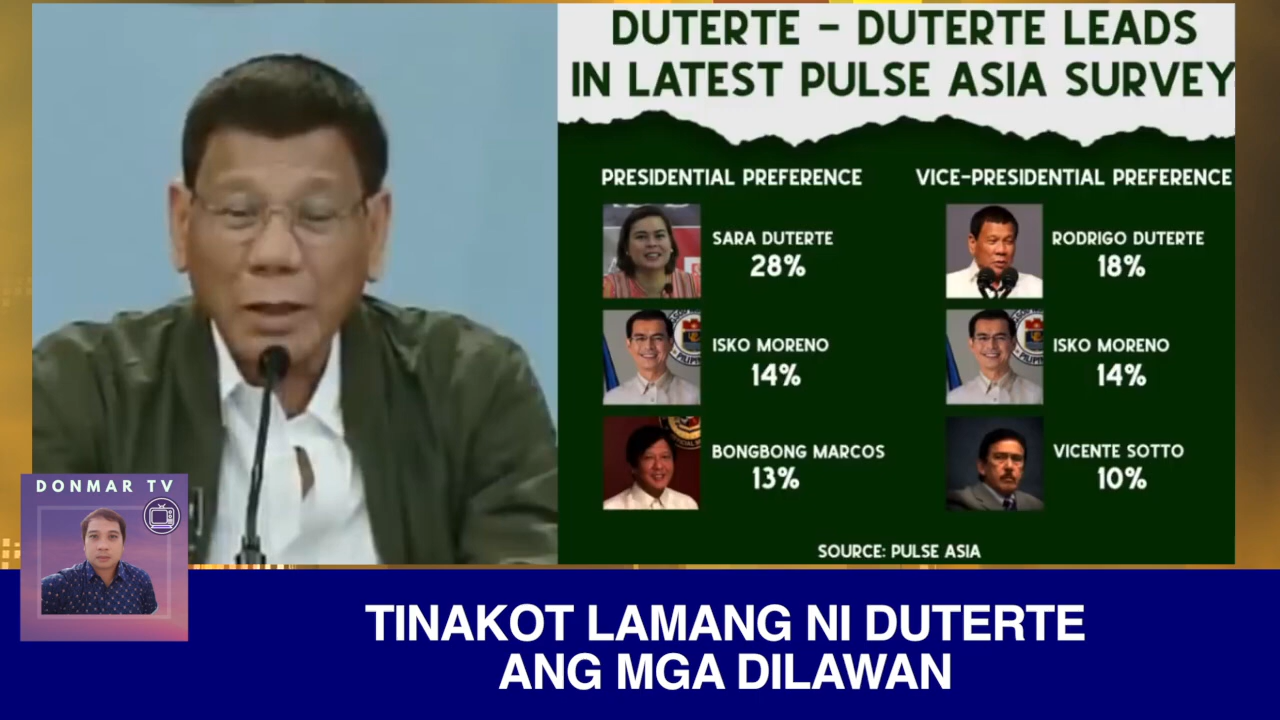 DUTERTE - DUTERTE LEADS
IN LATEST PULSE ASIA SURVEY
PRESIDENTIAL PREFERENCE
SARA DUTERTE
28%
ISKO MORENO
14%
BONGBONG MARCOS
13%
VICE-PRESIDENTIAL PREFERENCE
RODRIGO DUTERTE
18%
ISKO MORENO
14%
VICENTE SOTTO
10%
SOURCE: PULSE ASIA
DONMAR TV
TINAKOT LAMANG NI DUTERTE
ANG MGA DILAWAN